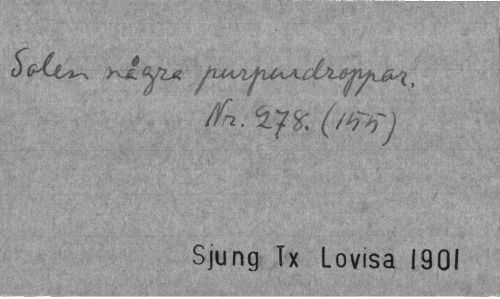 Solen några purpurdroppar.
Nr. 278. (155)
Sjung Tx Lovisa 1901